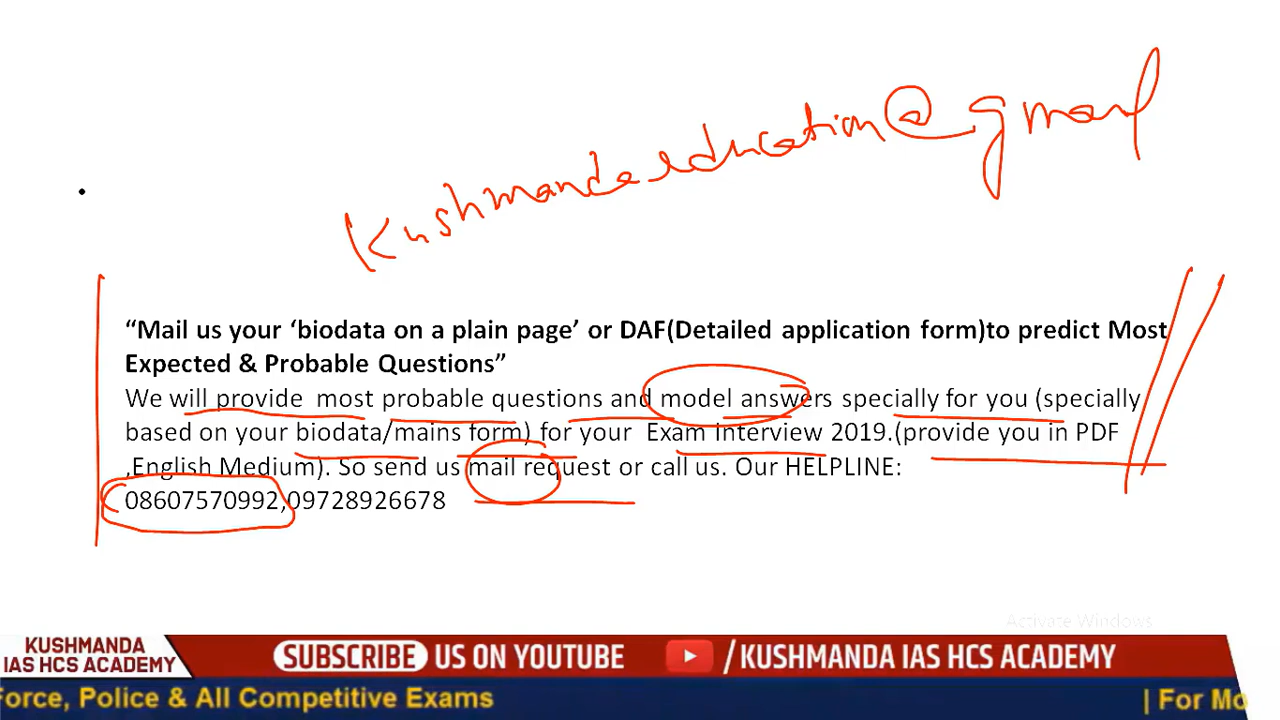 Kushmandaeducation@gmail
“Mail us your ‘biodata on a plain page’ or DAF(Detailed application form)to predict Most
Expected & Probable Questions”
We will provide most probable questions and model answers specially for you (specially
based on your biodata/mains form) for your Exam Interview 2019.(provide you in PDF
,English Medium). So send us mail request or call us. Our HELPLINE:
08607570992,09728926678
Activate Windows
KUSHMANDA
IAS HCS ACADEMY
SUBSCRIBE US ON YOUTUBE /KUSHMANDA IAS HCS ACADEMY
Force, Police & All Competitive Exams | For Mo